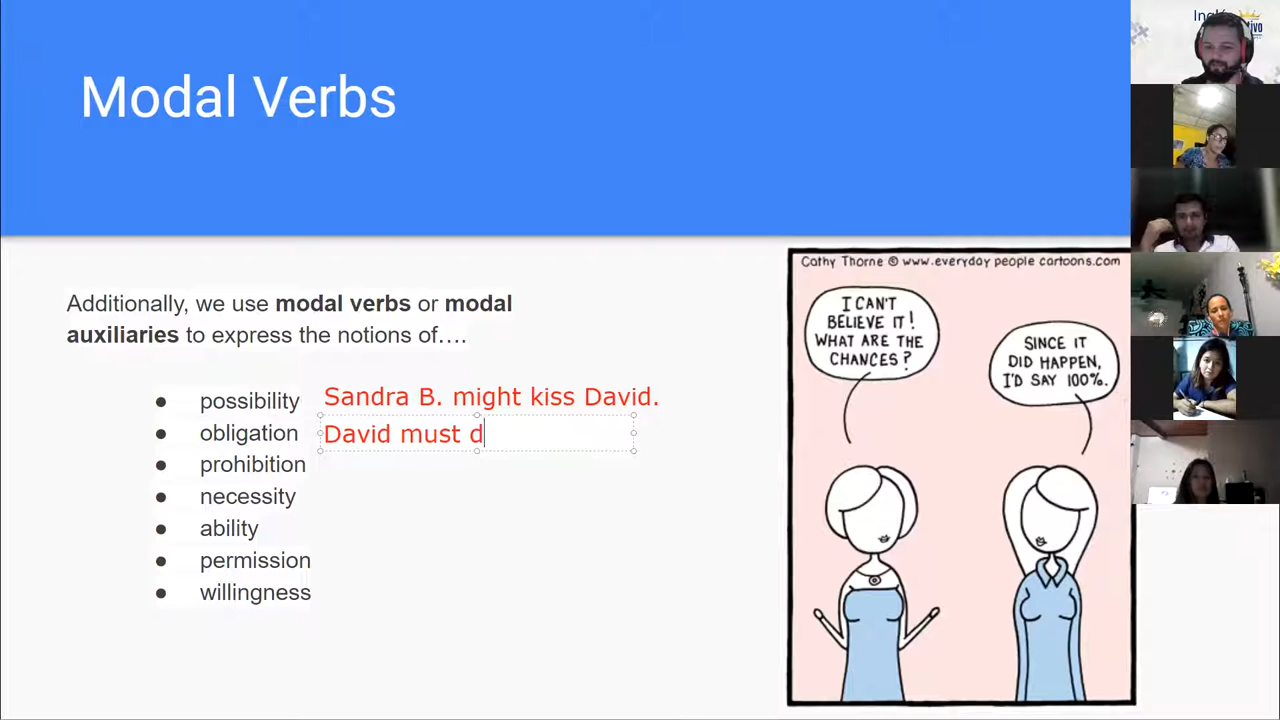 Modal Verbs
Additionally, we use modal verbs or modal
auxiliaries to express the notions of….
● possibility
Sandra B. might kiss David.
● obligation
David must d
● prohibition
● necessity
● ability
● permission
● willingness
Cathy Thorne © www.everyday people cartoons.com
I CAN'T
BELIEVE IT!
WHAT ARE THE
CHANCES?
SINCE IT
DID HAPPEN,
I'D SAY 100%.